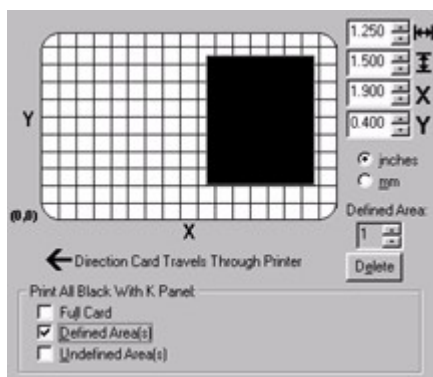 1.250
1.500
1.900 X
0.400 Y
Y
inches
mm
(0,0)
X
Defined Area:
1
Direction Card Travels Through Printer
Delete
Print All Black With K Panel:
Full Card
Defined Area(s)
Undefined Area(s)